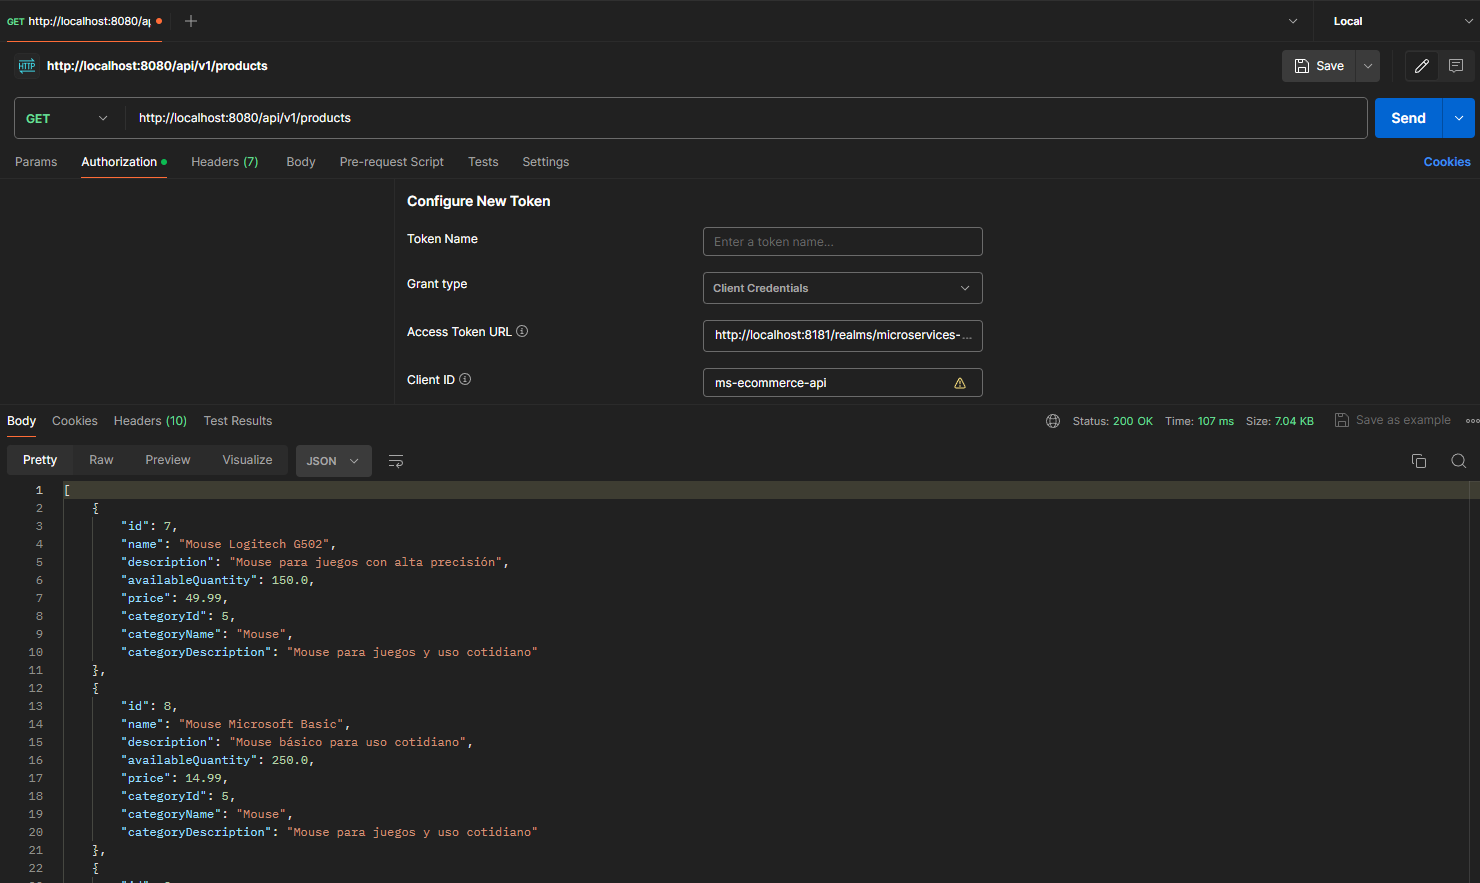 GET http://localhost:8080/ap
Local
HTTP http://localhost:8080/api/v1/products
Save
GET http://localhost:8080/api/v1/products Send
Params Authorization Headers (7) Body Pre-request Script Tests Settings Cookies
Configure New Token
Token Name Enter a token name...
Grant type Client Credentials
Access Token URL http://localhost:8181/realms/microservices-...
Client ID ms-ecommerce-api
Body Cookies Headers (10) Test Results Status: 200 OK Time: 107 ms Size: 7.04 KB Save as example
Pretty Raw Preview Visualize JSON
1 [
2 {
3 "id": 7,
4 "name": "Mouse Logitech G502",
5 "description": "Mouse para juegos con alta precisión",
6 "availableQuantity": 150.0,
7 "price": 49.99,
8 "categoryId": 5,
9 "categoryName": "Mouse",
10 "categoryDescription": "Mouse para juegos y uso cotidiano"
11 },
12 {
13 "id": 8,
14 "name": "Mouse Microsoft Basic",
15 "description": "Mouse básico para uso cotidiano",
16 "availableQuantity": 250.0,
17 "price": 14.99,
18 "categoryId": 5,
19 "categoryName": "Mouse",
20 "categoryDescription": "Mouse para juegos y uso cotidiano"
21 },
22 {